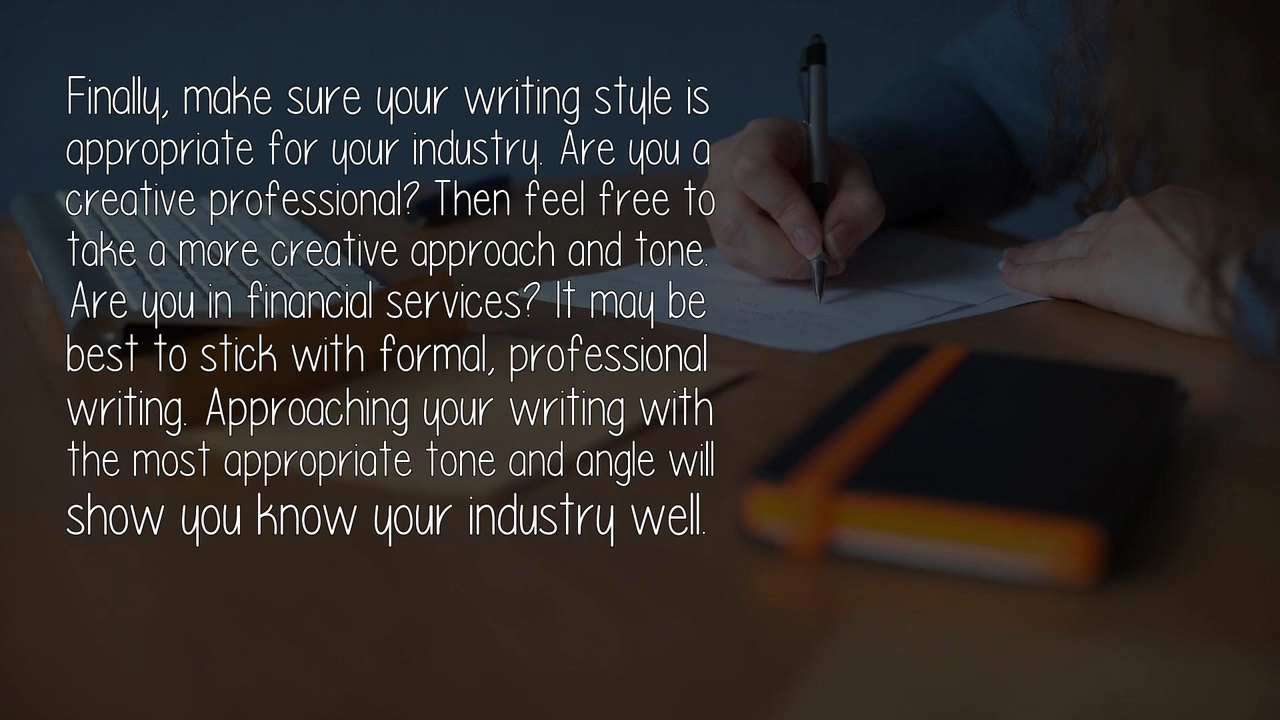 Finally, make sure your writing style is
appropriate for your industry. Are you a
creative professional? Then feel free to
take a more creative approach and tone.
Are you in financial services? It may be
best to stick with formal, professional
writing. Approaching your writing with
the most appropriate tone and angle will
show you know your industry well.